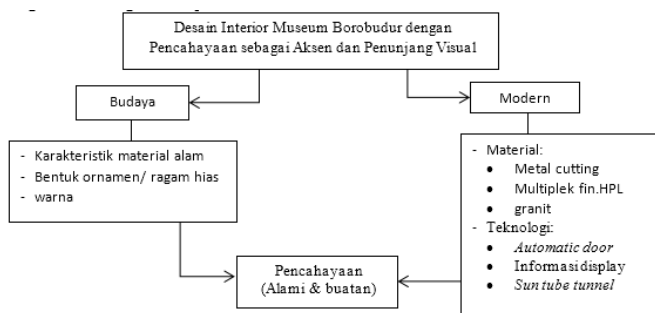 Desain Interior Museum Borobudur dengan
Pencahayaan sebagai Aksen dan Penunjang Visual
Budaya
Modern
- Karakteristik material alam
- Bentuk ornamen/ ragam hias
- warna
- Material:
• Metal cutting
• Multiplek fin.HPL
• granit
- Teknologi:
• Automatic door
• Informasi display
• Sun tube tunnel
Pencahayaan
(Alami & buatan)